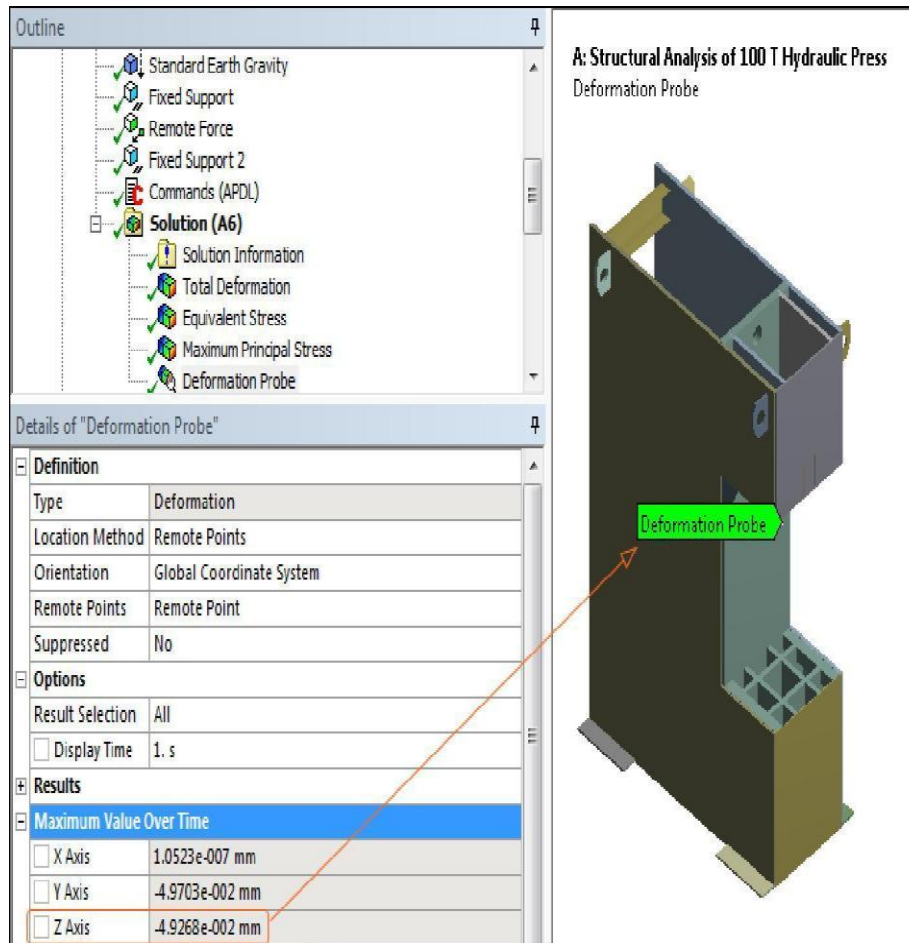 Outline
Standard Earth Gravity
Fixed Support
Remote Force
Fixed Support 2
Commands (APDL)
Solution (A6)
Solution Information
Total Deformation
Equivalent Stress
Maximum Principal Stress
Deformation Probe
Details of "Deformation Probe"
Definition
Type Deformation
Location Method Remote Points
Orientation Global Coordinate System
Remote Points Remote Point
Suppressed No
Options
Result Selection All
Display Time 1. s
Results
Maximum Value Over Time
X Axis 1.0523e-007 mm
Y Axis -4.9703e-002 mm
Z Axis -4.9268e-002 mm
A: Structural Analysis of 100 T Hydraulic Press
Deformation Probe
Deformation Probe